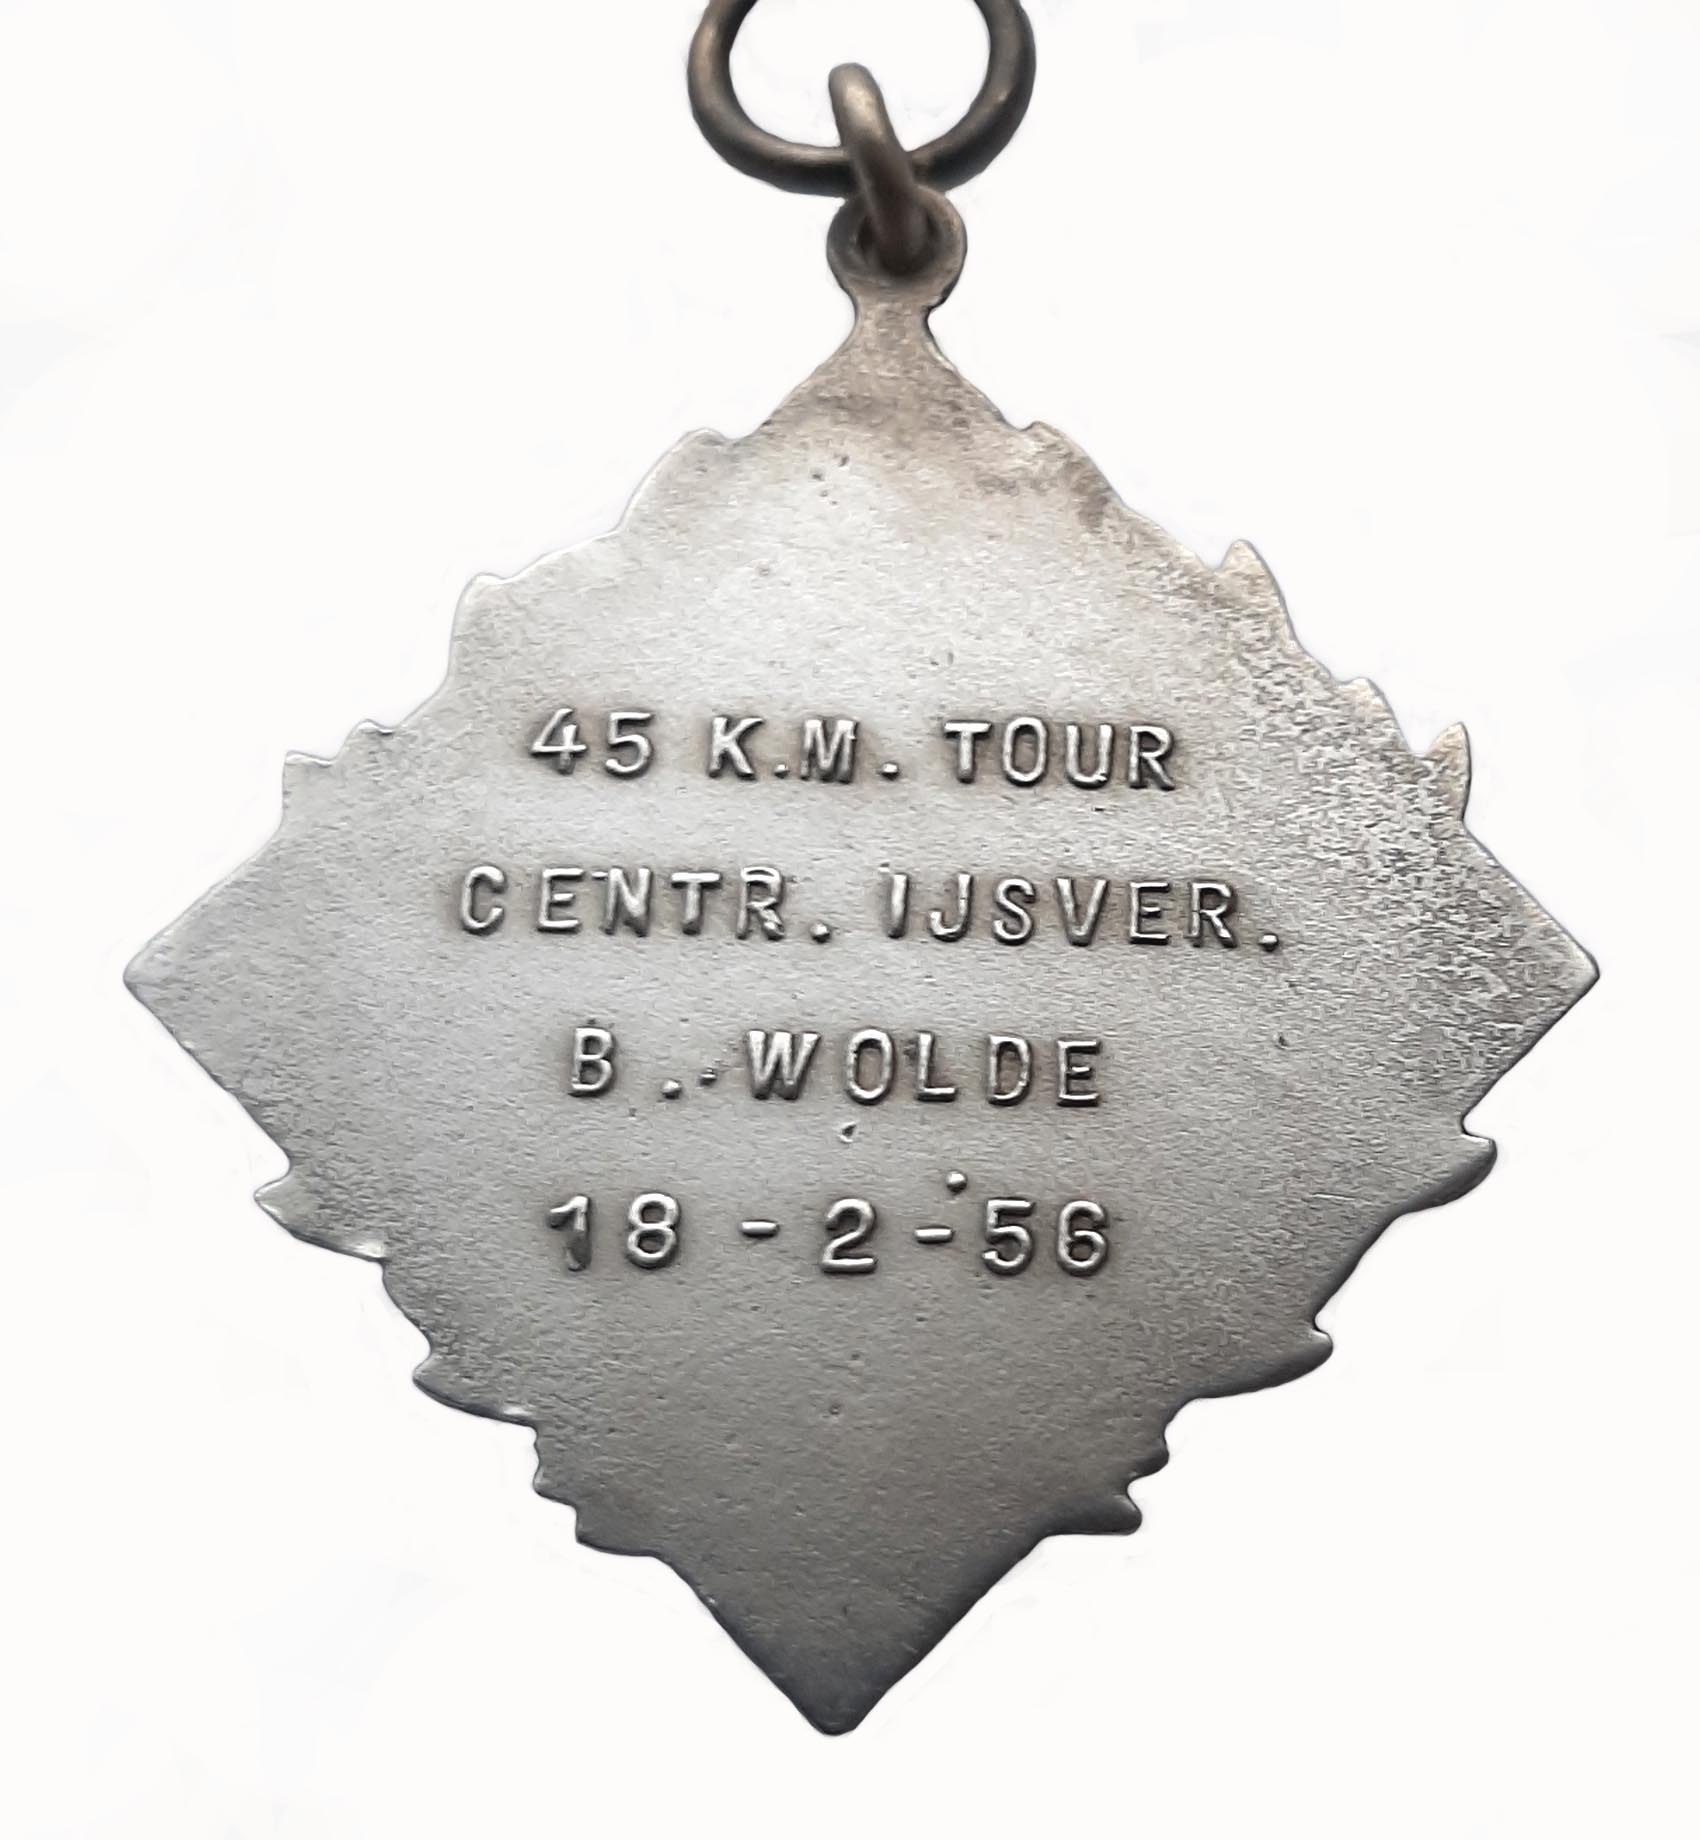 45 K.M. TOUR
CENTR. IJSVER.
B. WOLDE
18-2-56